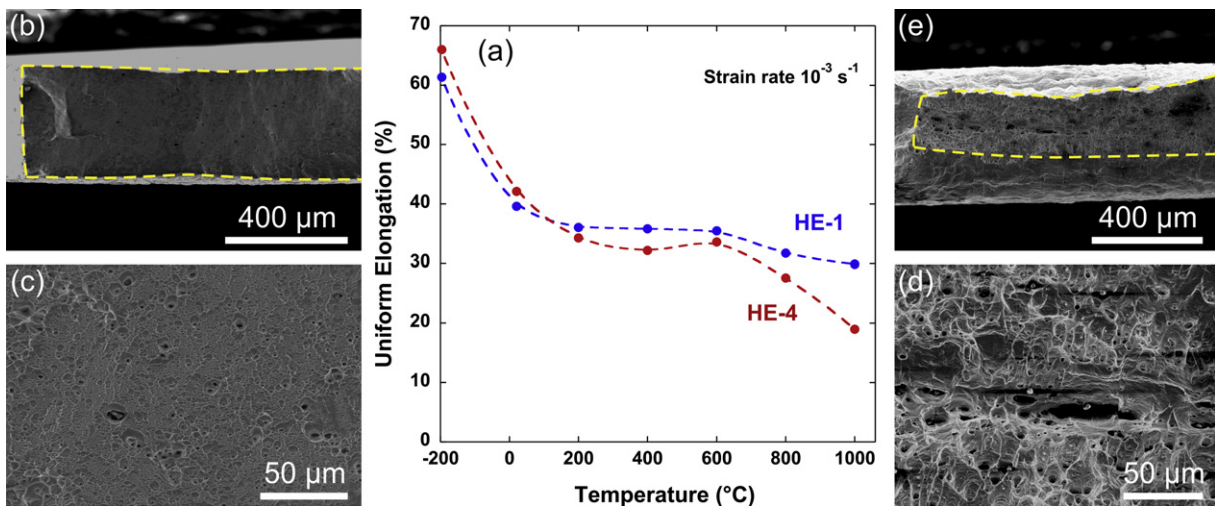 (b)
400 µm
(c)
50 µm
(a)
Strain rate 10⁻³ s⁻¹
HE-1
HE-4
Uniform Elongation (%)
70
60
50
40
30
20
10
0
-200 0 200 400 600 800 1000
Temperature (°C)
(e)
400 µm
(d)
50 µm